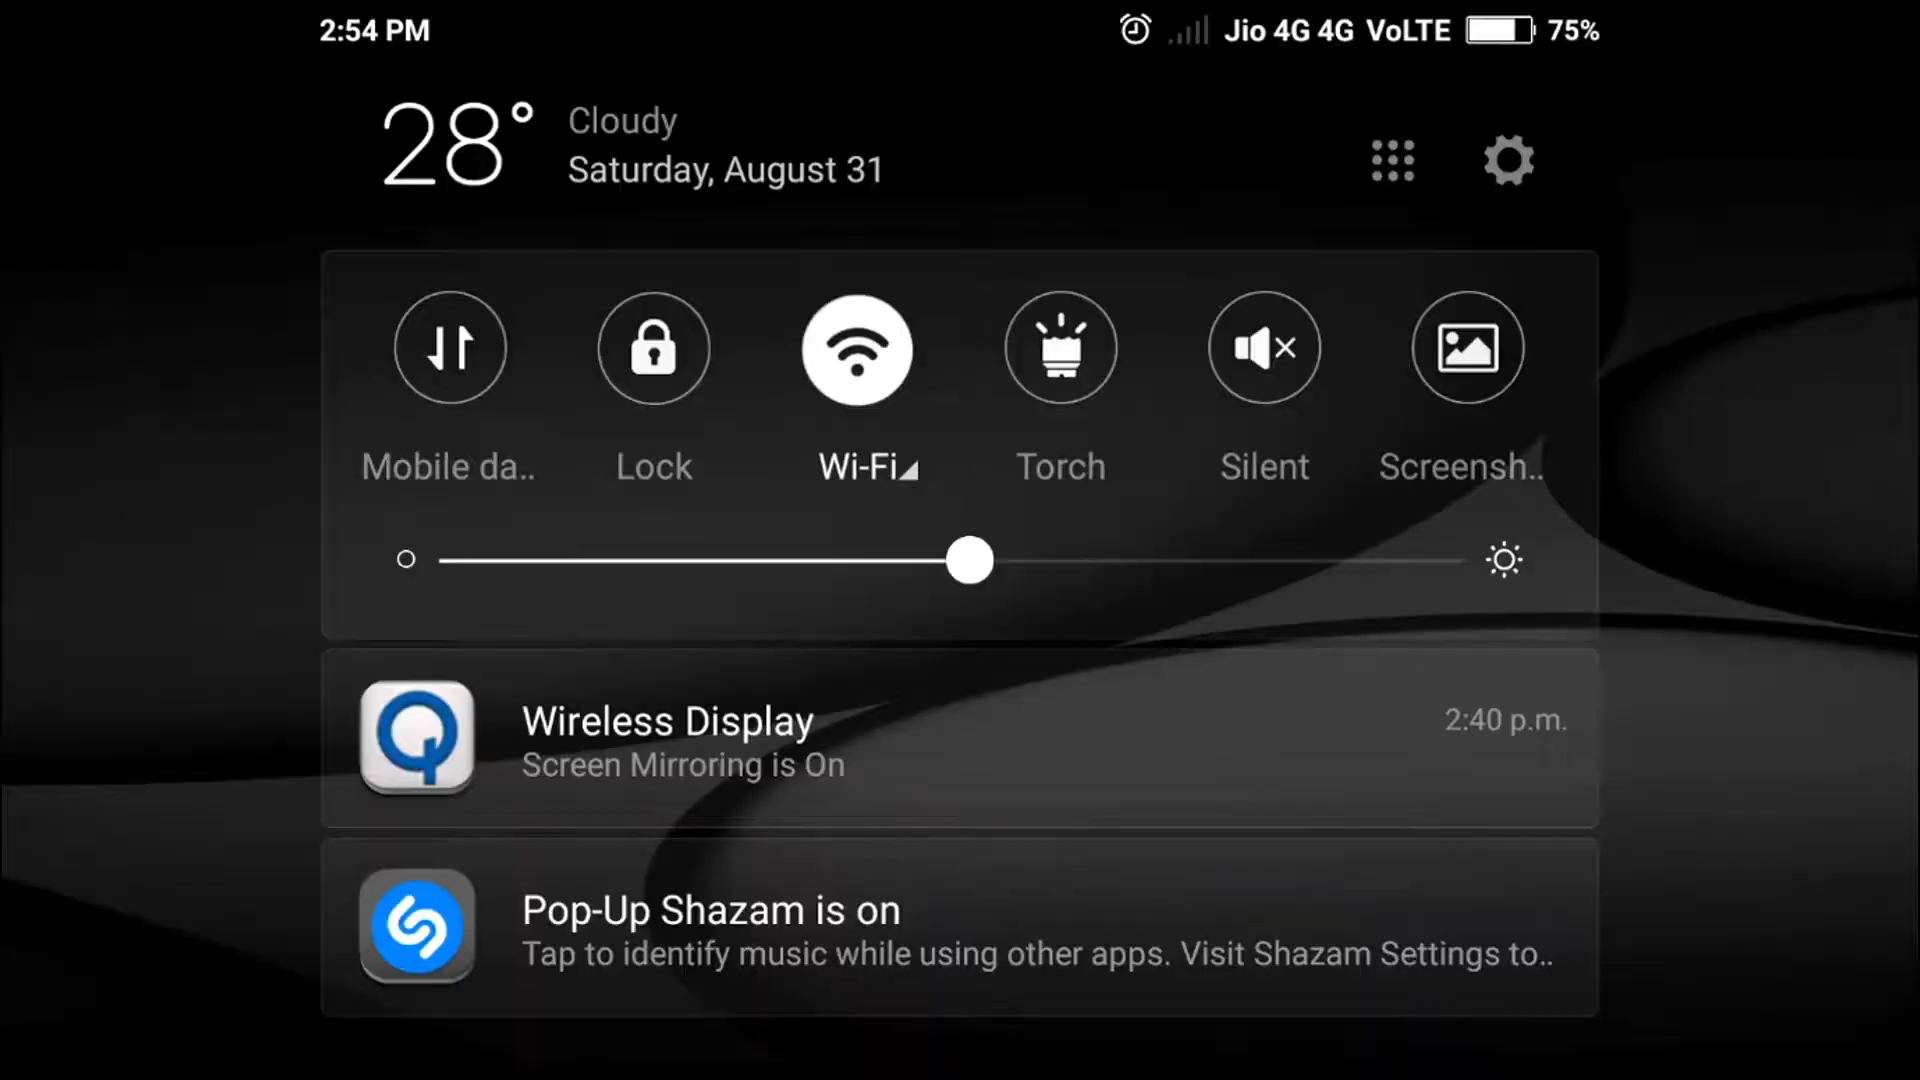 2:54 PM
Jio 4G 4G VoLTE 75%
28° Cloudy
Saturday, August 31
Mobile da.. Lock Wi-Fi Torch Silent Screensh..
Wireless Display 2:40 p.m.
Screen Mirroring is On
Pop-Up Shazam is on
Tap to identify music while using other apps. Visit Shazam Settings to..